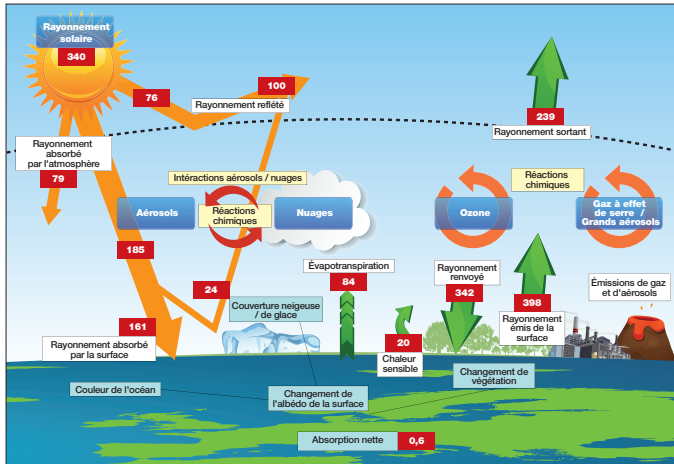 Rayonnement
solaire
340
76
100
Rayonnement reflété
239
Rayonnement sortant
Rayonnement
absorbé
par l'atmosphère
79
Intéractions aérosols / nuages
Réactions
chimiques
Aérosols
Réactions
chimiques
Nuages
Ozone
Gaz à effet
de serre /
Grands aérosols
185
24
161
Rayonnement absorbé
par la surface
Évapotranspiration
84
Couverture neigeuse
/ de glace
20
Chaleur
sensible
Rayonnement
renvoyé
342
398
Rayonnement
émis de la
surface
Émissions de gaz
et d'aérosols
Couleur de l'océan
Changement de
l'albédo de la surface
Changement de
végétation
Absorption nette
0,6